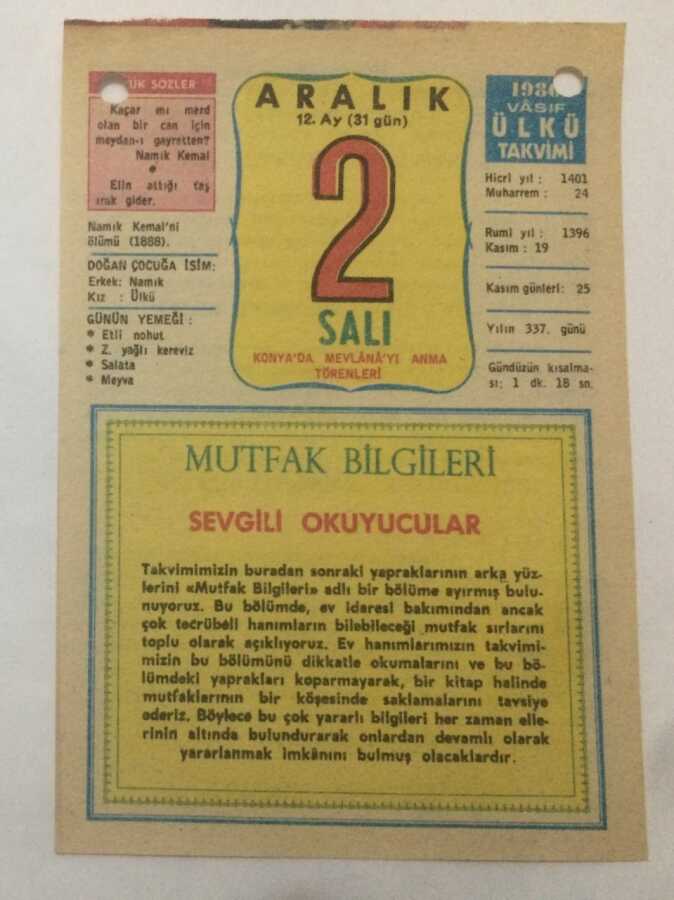 ÜK SÖZLER
Kaçar mı merd
olan bir can için
meydan-ı gayretten?
Namık Kemal
*
Elin attığı taş
ırak gider.
Namık Kemal'ni
ölümü (1888).
DOĞAN ÇOCUĞA İSİM:
Erkek: Namık
Kız : Ülkü
GÜNÜN YEMEĞİ :
* Etli nohut
* Z. yağlı kereviz
* Salata
* Meyva
ARALIK
12. Ay (31 gün)
2
SALI
KONYA'DA MEVLÂNÂ'YI ANMA
TÖRENLERİ
1980
VÂSIF
ÜLKÜ
TAKVİMİ
Hicrî yıl : 1401
Muharrem : 24
Rumî yıl : 1396
Kasım : 19
Kasım günleri: 25
Yılın 337. günü
Gündüzün kısalma-
sı: 1 dk. 18 sn.
MUTFAK BİLGİLERİ
SEVGİLİ OKUYUCULAR
Takvimimizin buradan sonraki yapraklarının arka yüz-
lerini «Mutfak Bilgileri» adlı bir bölüme ayırmış bulu-
nuyoruz. Bu bölümde, ev idaresi bakımından ancak
çok tecrübeli hanımların bilebileceği mutfak sırlarını
toplu olarak açıklıyoruz. Ev hanımlarımızın takvimi-
mizin bu bölümünü dikkatle okumalarını ve bu bö-
lümdeki yaprakları koparmayarak, bir kitap halinde
mutfaklarının bir köşesinde saklamalarını tavsiye
ederiz. Böylece bu çok yararlı bilgileri her zaman elle-
rinin altında bulundurarak onlardan devamlı olarak
yararlanmak imkânını bulmuş olacaklardır.